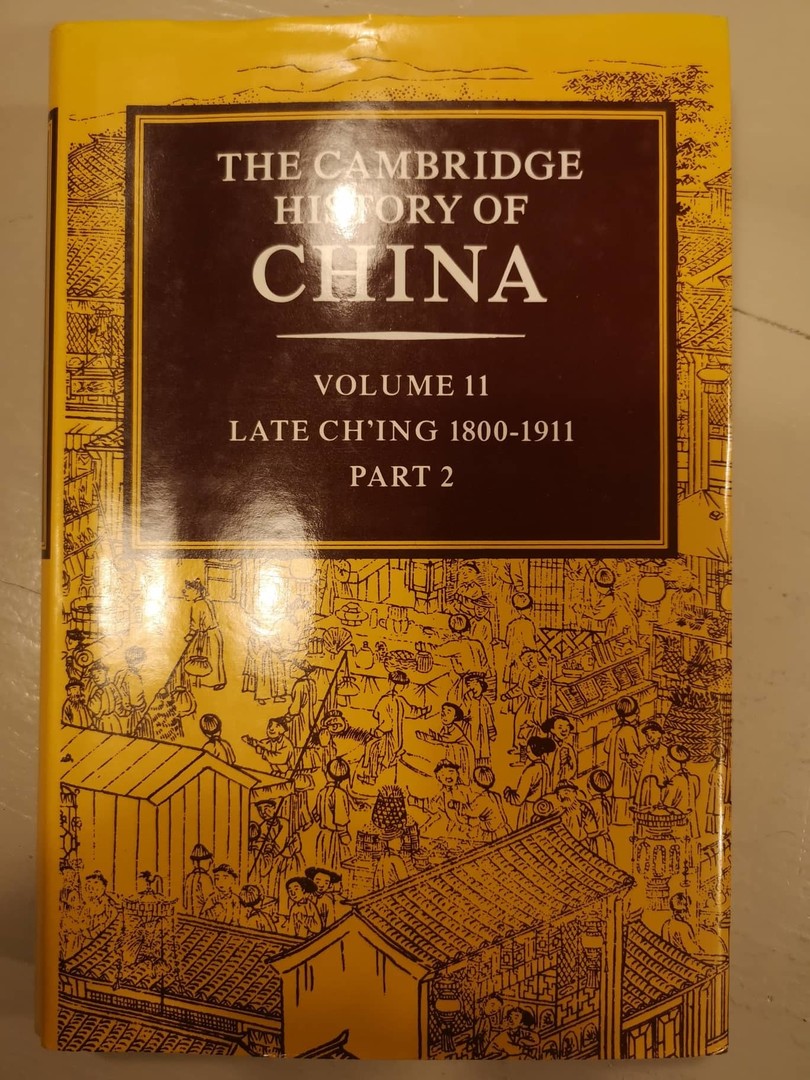 THE CAMBRIDGE
HISTORY OF
CHINA
VOLUME 11
LATE CH'ING 1800-1911
PART 2